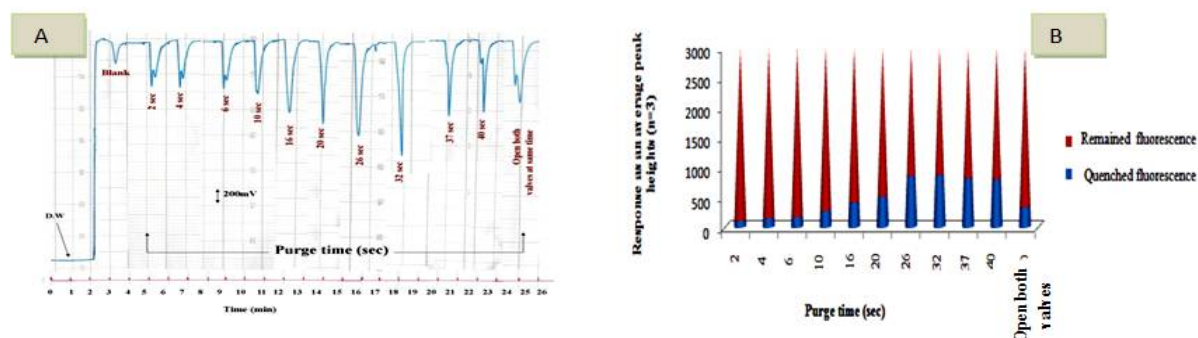 A
Blank
2 sec
4 sec
6 sec
10 sec
16 sec
20 sec
26 sec
32 sec
37 sec
40 sec
Open both
valves at same time
200mV
D.W
Purge time (sec)
0 1 2 3 4 5 6 7 8 9 10 11 12 13 14 15 16 17 18 19 20 21 22 23 24 25 26
Time (min)
B
Response as an average peak
heights (n=3)
3000
2500
2000
1500
1000
500
0
2 4 6 10 16 20 26 32 37 40
Open both
valves
Purge time (sec)
Remained fluorescence
Quenched fluorescence